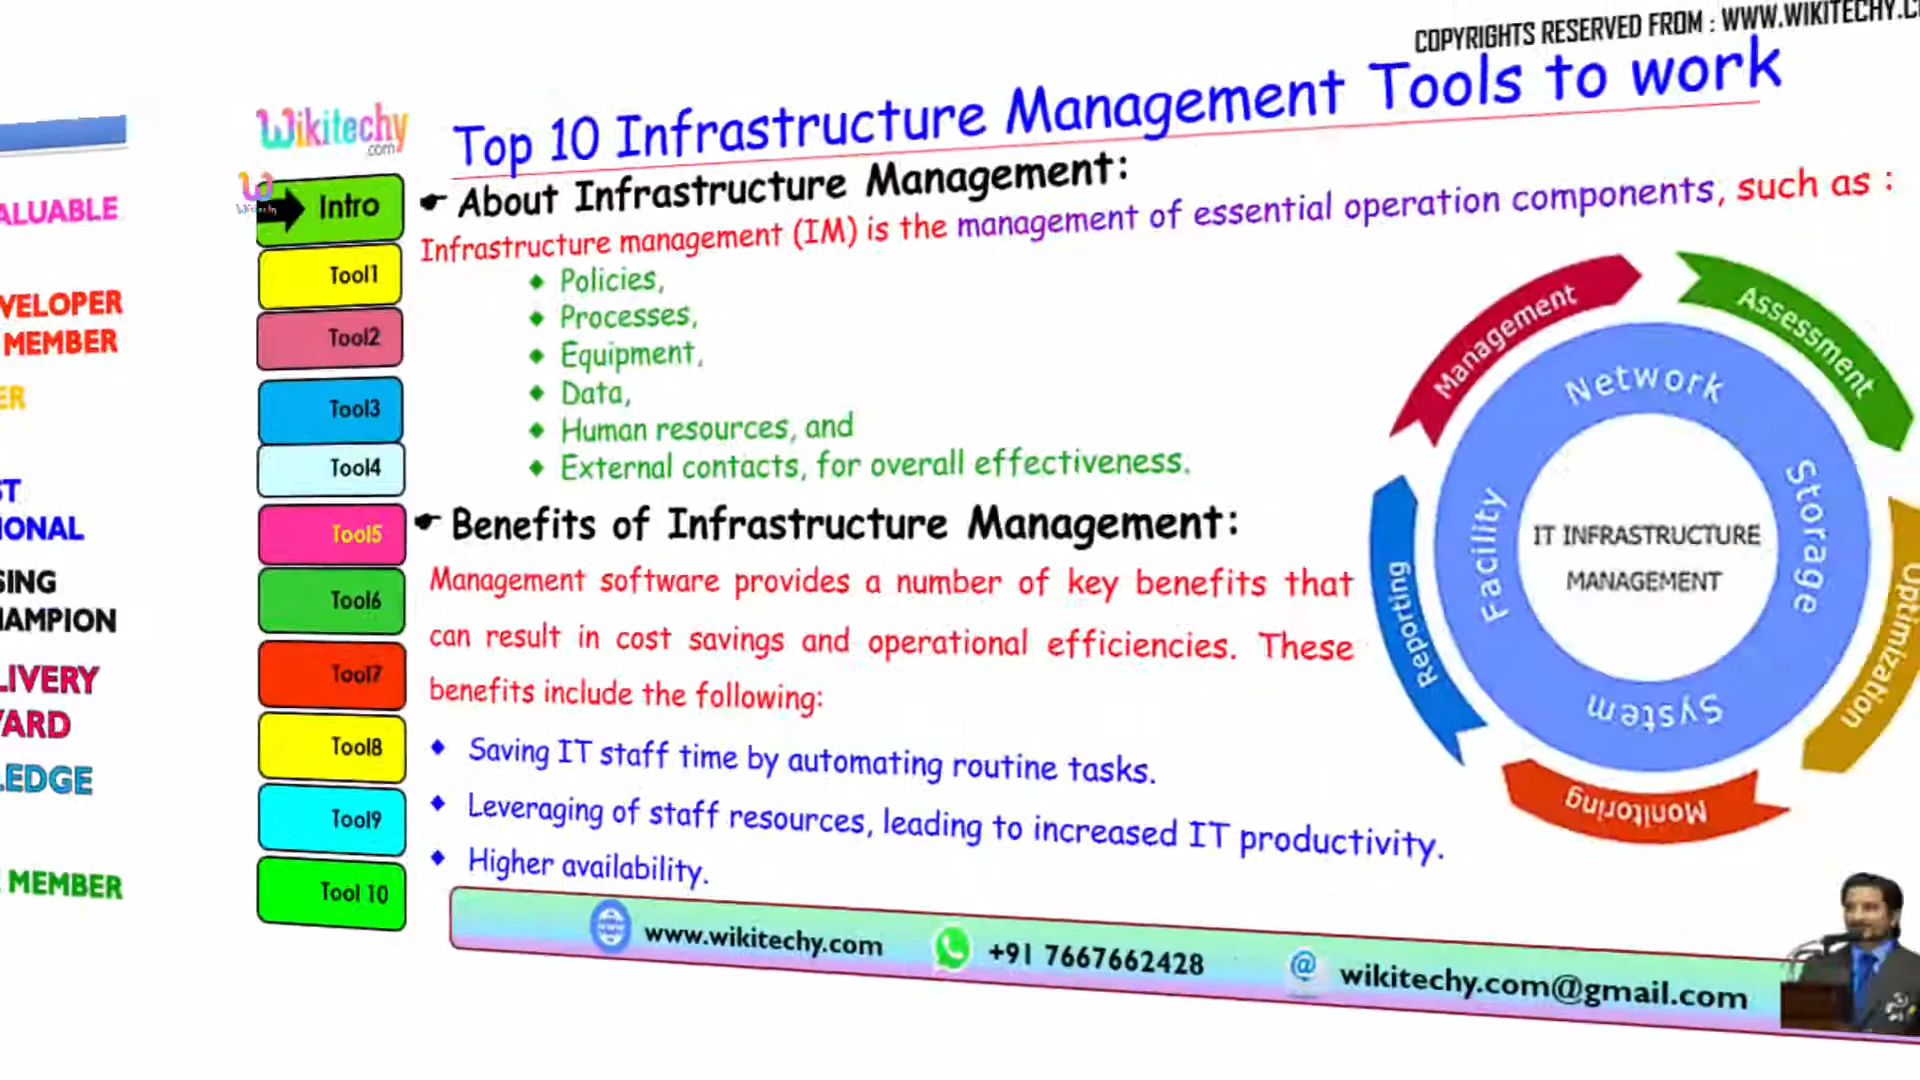 COPYRIGHTS RESERVED FROM : WWW.WIKITECHY.C
Wikitechy
.com
Top 10 Infrastructure Management Tools to work
Intro
Tool1
Tool2
Tool3
Tool4
Tool5
Tool6
Tool7
Tool8
Tool9
Tool 10
About Infrastructure Management:
Infrastructure management (IM) is the management of essential operation components, such as :
Policies,
Processes,
Equipment,
Data,
Human resources, and
External contacts, for overall effectiveness.
Benefits of Infrastructure Management:
Management software provides a number of key benefits that
can result in cost savings and operational efficiencies. These
benefits include the following:
Saving IT staff time by automating routine tasks.
Leveraging of staff resources, leading to increased IT productivity.
Higher availability.
Management
Assessment
Optimization
Monitoring
Reporting
Network
Storage
System
Facility
IT INFRASTRUCTURE
MANAGEMENT
www.wikitechy.com
+91 7667662428
@ wikitechy.com@gmail.com
ALUABLE
VELOPER
MEMBER
ER
ST
IONAL
SING
HAMPION
LIVERY
ARD
LEDGE
MEMBER